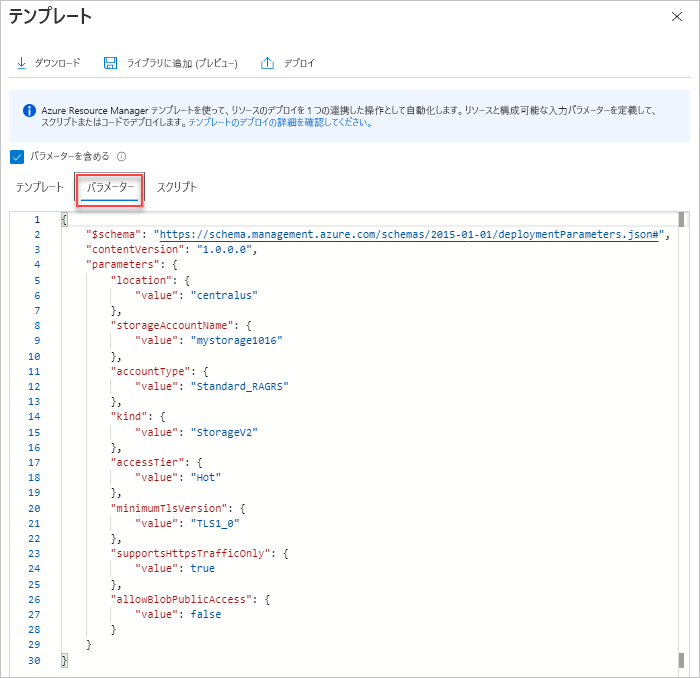 テンプレート
ダウンロード ライブラリに追加 (プレビュー) デプロイ
Azure Resource Manager テンプレートを使って、リソースのデプロイを 1 つの連携した操作として自動化します。リソースと構成可能な入力パラメーターを定義して、
スクリプトまたはコードでデプロイします。テンプレートのデプロイの詳細を確認してください。
パラメーターを含める
テンプレート パラメーター スクリプト
1 {
2 "$schema": "https://schema.management.azure.com/schemas/2015-01-01/deploymentParameters.json#",
3 "contentVersion": "1.0.0.0",
4 "parameters": {
5 "location": {
6 "value": "centralus"
7 },
8 "storageAccountName": {
9 "value": "mystorage1016"
10 },
11 "accountType": {
12 "value": "Standard_RAGRS"
13 },
14 "kind": {
15 "value": "StorageV2"
16 },
17 "accessTier": {
18 "value": "Hot"
19 },
20 "minimumTlsVersion": {
21 "value": "TLS1_0"
22 },
23 "supportsHttpsTrafficOnly": {
24 "value": true
25 },
26 "allowBlobPublicAccess": {
27 "value": false
28 }
29 }
30 }